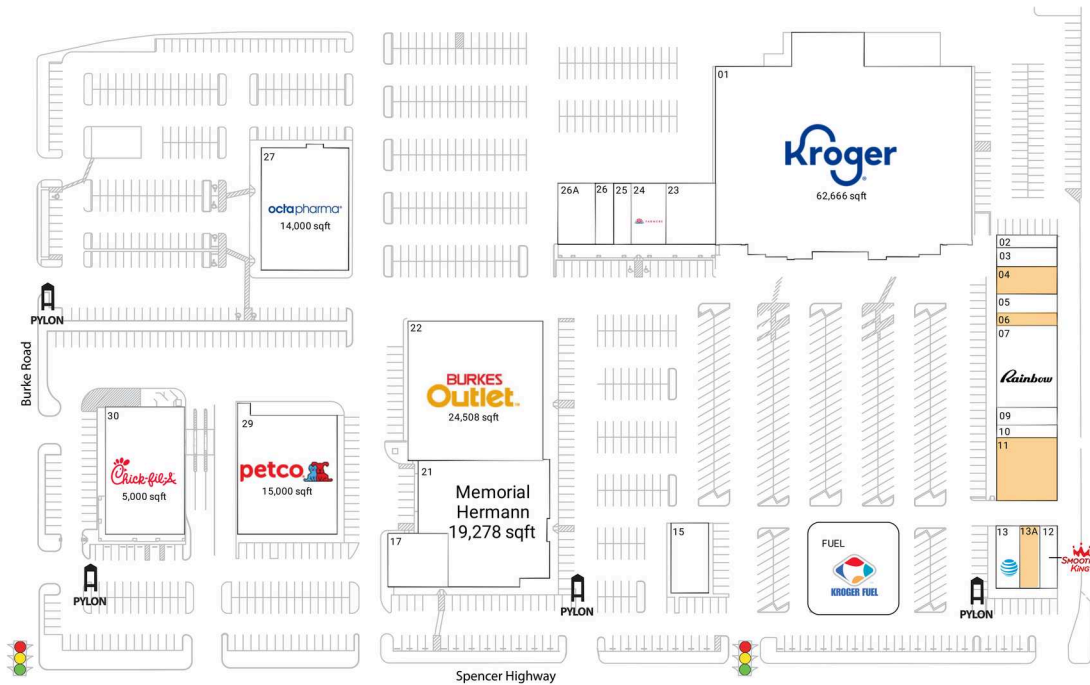 01
Kroger
62,666 sqft
27
octapharma
14,000 sqft
26A
26
25
24
23
02
03
04
05
06
07
Rainbow
09
10
11
PYLON
Burke Road
22
BURKES
Outlet
24,508 sqft
30
Chick-fil-A
5,000 sqft
29
petco
15,000 sqft
21
Memorial
Hermann
19,278 sqft
17
15
FUEL
KROGER FUEL
13
13A
12
AT&T
SMOOTHIE
KING
PYLON
PYLON
PYLON
Spencer Highway